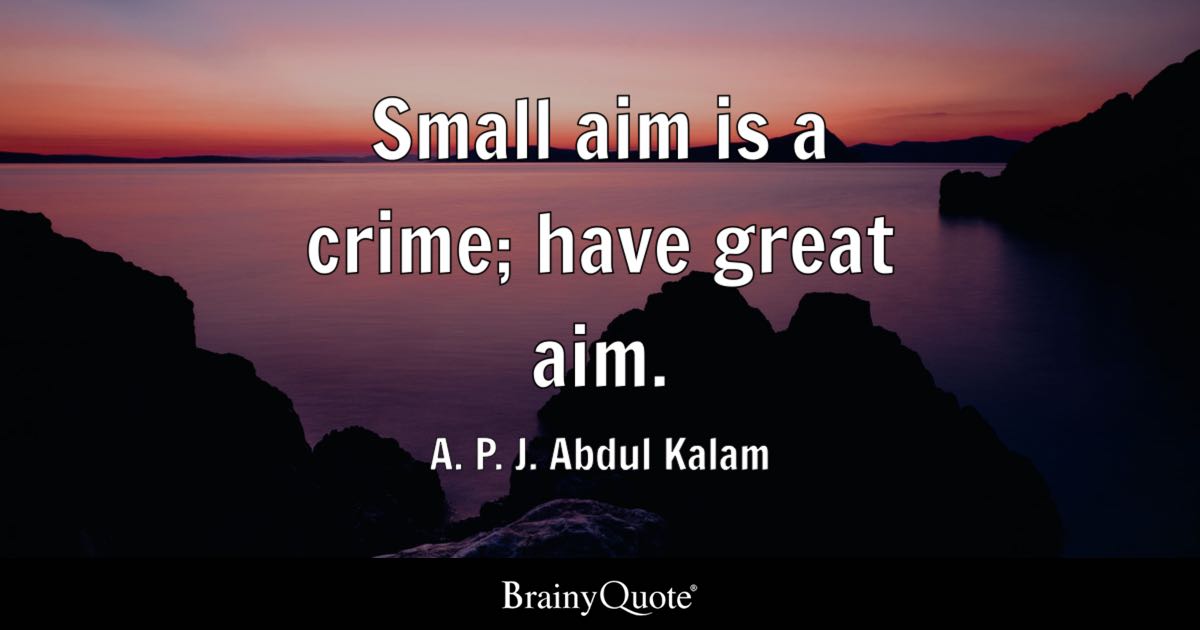 Small aim is a
crime; have great
aim.
A. P. J. Abdul Kalam
BrainyQuote®